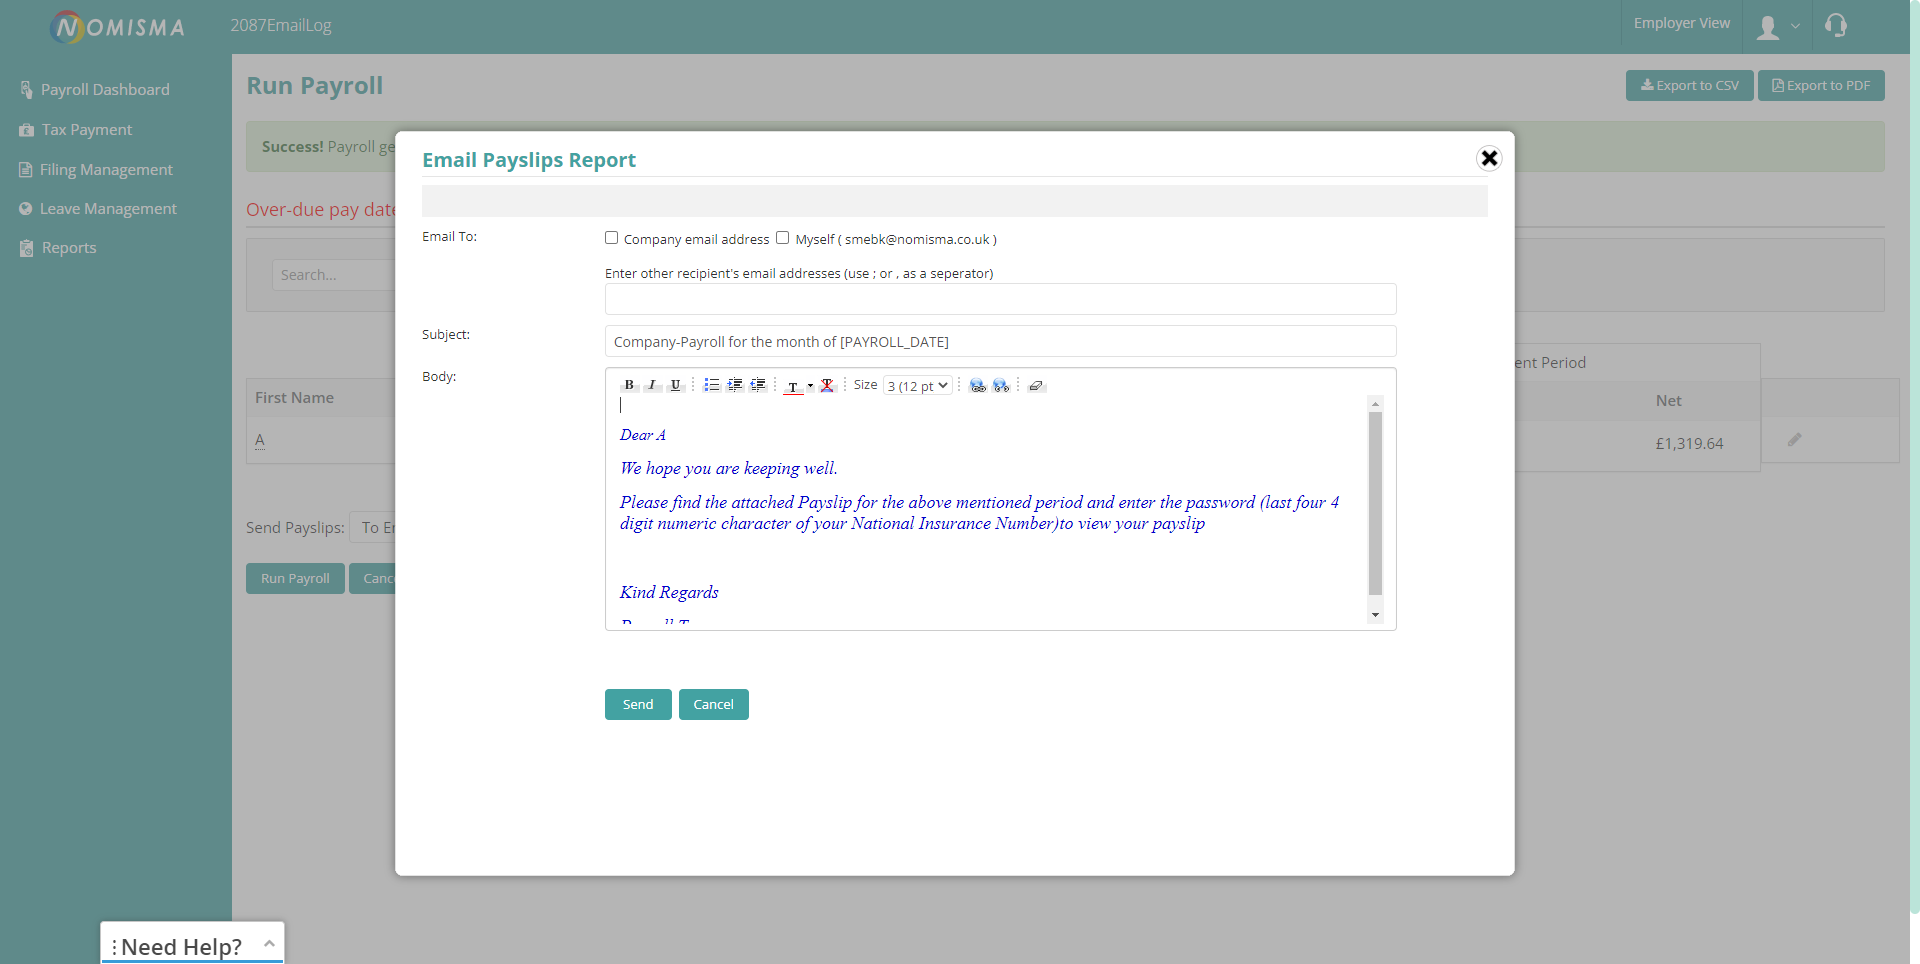 NOMISMA
2087EmailLog
Employer View
Payroll Dashboard
Tax Payment
Filing Management
Leave Management
Reports
Run Payroll
Export to CSV
Export to PDF
Success! Payroll ge
Over-due pay date
Search...
First Name
A
ent Period
Net
£1,319.64
Send Payslips: To Er
Run Payroll
Canc
Email Payslips Report
Email To:
Company email address
Myself ( smebk@nomisma.co.uk )
Enter other recipient's email addresses (use ; or , as a seperator)
Subject:
Company-Payroll for the month of [PAYROLL_DATE]
Body:
B I U T T Size 3 (12 pt
Dear A
We hope you are keeping well.
Please find the attached Payslip for the above mentioned period and enter the password (last four 4
digit numeric character of your National Insurance Number)to view your payslip
Kind Regards
Send
Cancel
Need Help?